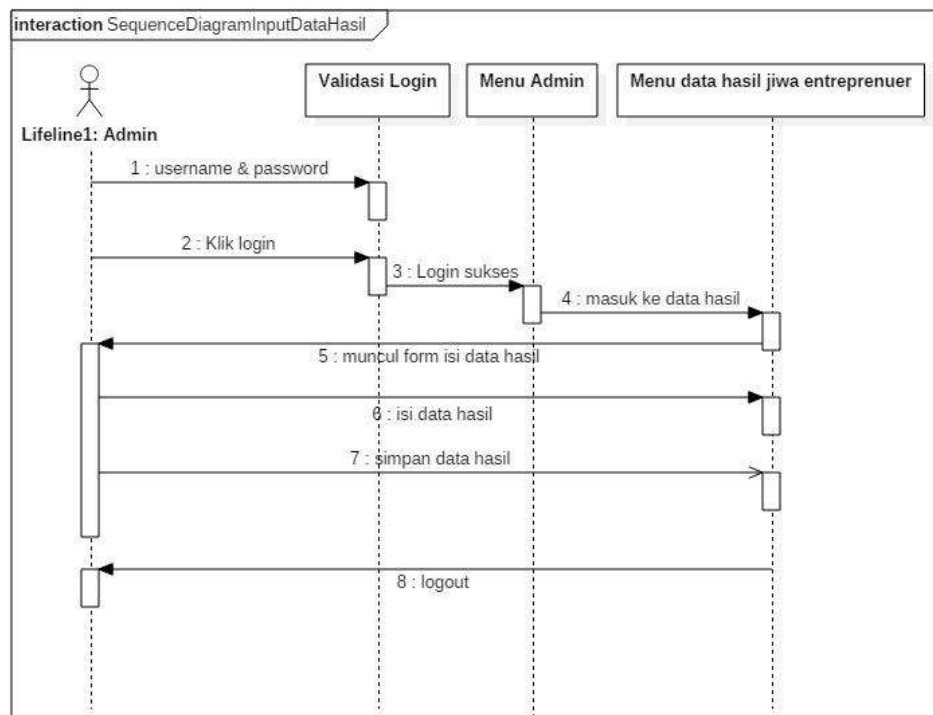 interaction SequenceDiagramInputDataHasil
Validasi Login
Menu Admin
Menu data hasil jiwa entreprenuer
Lifeline1: Admin
1 : username & password
2 : Klik login
3 : Login sukses
4 : masuk ke data hasil
5 : muncul form isi data hasil
6 : isi data hasil
7 : simpan data hasil
8 : logout